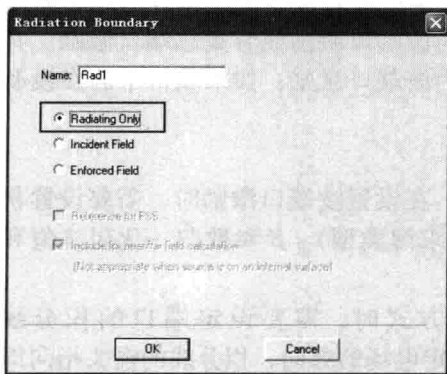 Radiation Boundary
Name: Rad1
Radiating Only
Incident Field
Enforced Field
Reference for FSS
Include for near/far field calculation
(Not appropriate when source is on an internal surface)
OK
Cancel